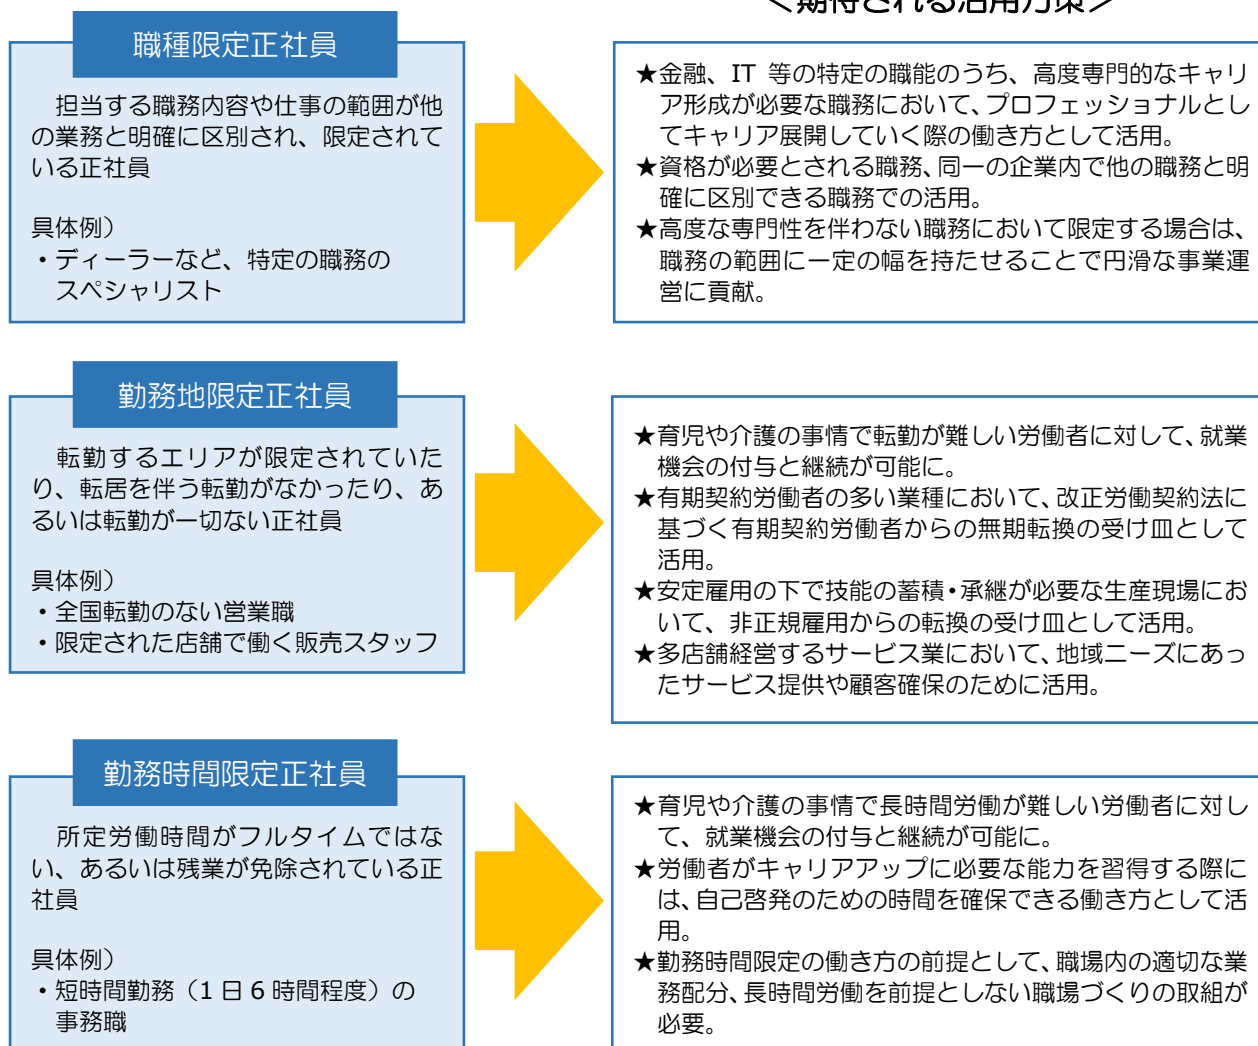 ＜期待される活用方策＞
職種限定正社員
担当する職務内容や仕事の範囲が他
の業務と明確に区別され、限定されて
いる正社員
具体例）
・ディーラーなど、特定の職務の
スペシャリスト
★金融、IT 等の特定の職能のうち、高度専門的なキャリ
ア形成が必要な職務において、プロフェッショナルとし
てキャリア展開していく際の働き方として活用。
★資格が必要とされる職務、同一の企業内で他の職務と明
確に区別できる職務での活用。
★高度な専門性を伴わない職務において限定する場合は、
職務の範囲に一定の幅を持たせることで円滑な事業運
営に貢献。
勤務地限定正社員
転勤するエリアが限定されていた
り、転居を伴う転勤がなかったり、あ
るいは転勤が一切ない正社員
具体例）
・全国転勤のない営業職
・限定された店舗で働く販売スタッフ
★育児や介護の事情で転勤が難しい労働者に対して、就業
機会の付与と継続が可能に。
★有期契約労働者の多い業種において、改正労働契約法に
基づく有期契約労働者からの無期転換の受け皿として
活用。
★安定雇用の下で技能の蓄積・承継が必要な生産現場にお
いて、非正規雇用からの転換の受け皿として活用。
★多店舗経営するサービス業において、地域ニーズにあっ
たサービス提供や顧客確保のために活用。
勤務時間限定正社員
所定労働時間がフルタイムではな
い、あるいは残業が免除されている正
社員
具体例）
・短時間勤務（1 日 6 時間程度）の
事務職
★育児や介護の事情で長時間労働が難しい労働者に対し
て、就業機会の付与と継続が可能に。
★労働者がキャリアアップに必要な能力を習得する際に
は、自己啓発のための時間を確保できる働き方として活
用。
★勤務時間限定の働き方の前提として、職場内の適切な業
務配分、長時間労働を前提としない職場づくりの取組が
必要。